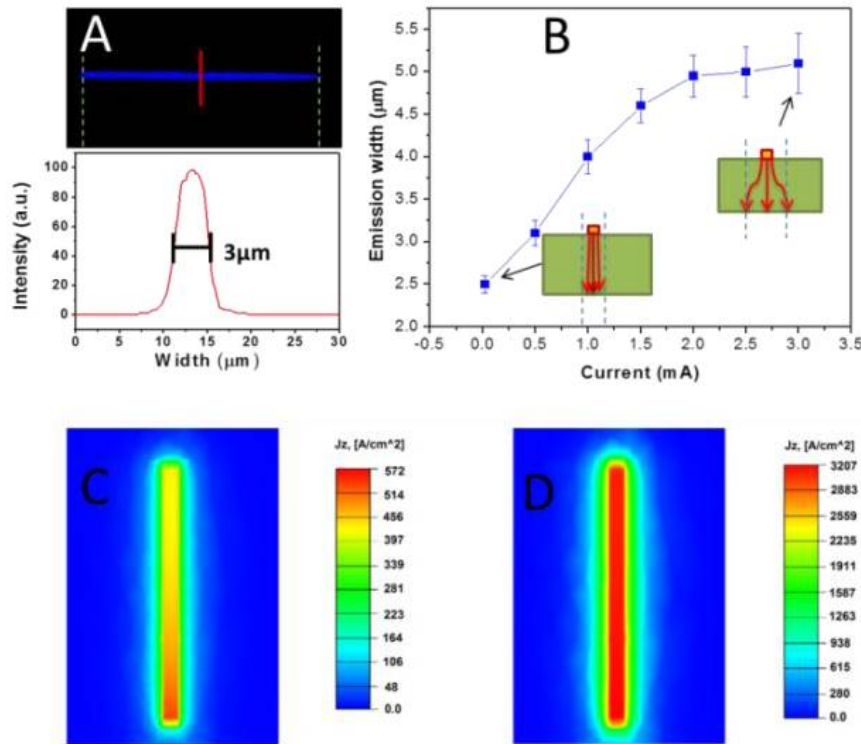 A
100
80
60
40
20
0
Intensity (a.u.)
3μm
0 5 10 15 20 25 30
Width (μm)
B
5.5
5.0
4.5
4.0
3.5
3.0
2.5
2.0
Emission width (μm)
-0.5 0.0 0.5 1.0 1.5 2.0 2.5 3.0 3.5
Current (mA)
C
Jz, [A/cm^2]
572
514
456
397
339
281
223
164
106
48
0.0
D
Jz, [A/cm^2]
3207
2883
2559
2235
1911
1587
1263
938
615
280
0.0